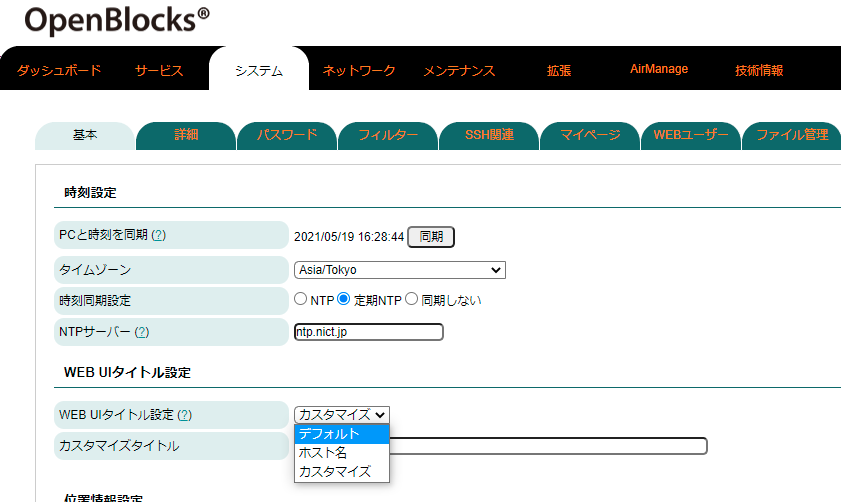 OpenBlocks®
ダッシュボード サービス システム ネットワーク メンテナンス 拡張 AirManage 技術情報
基本 詳細 パスワード フィルター SSH関連 マイページ WEBユーザー ファイル管理
時刻設定
PCと時刻を同期 (?) 2021/05/19 16:28:44 同期
タイムゾーン Asia/Tokyo
時刻同期設定 NTP 定期NTP 同期しない
NTPサーバー (?) ntp.nict.jp
WEB UIタイトル設定
WEB UIタイトル設定 (?) カスタマイズ
デフォルト
カスタマイズタイトル ホスト名
カスタマイズ
位置情報設定